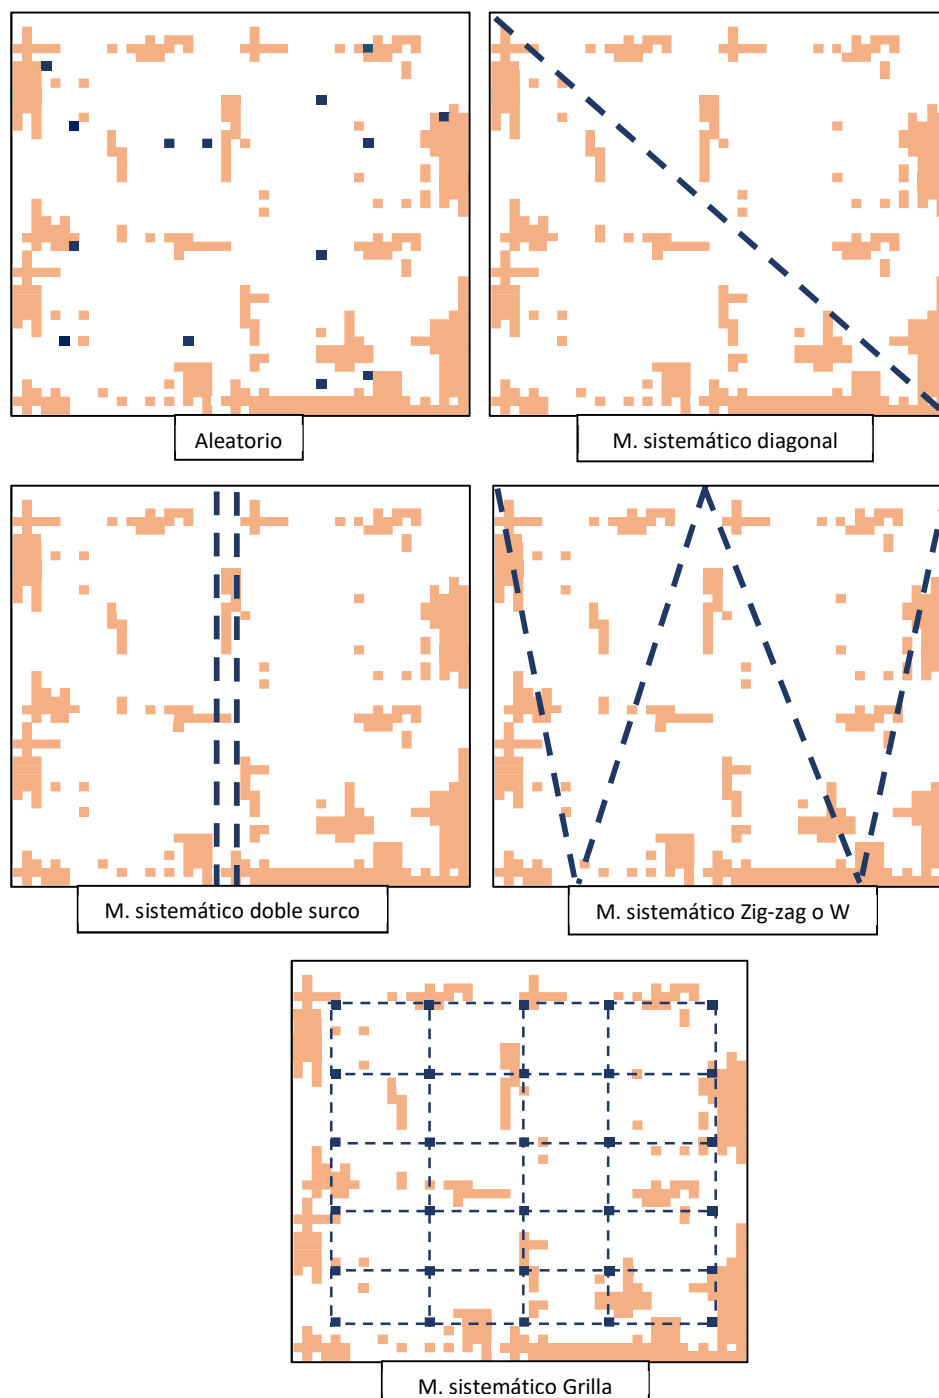 Aleatorio
M. sistemático diagonal
M. sistemático doble surco
M. sistemático Zig-zag o W
M. sistemático Grilla